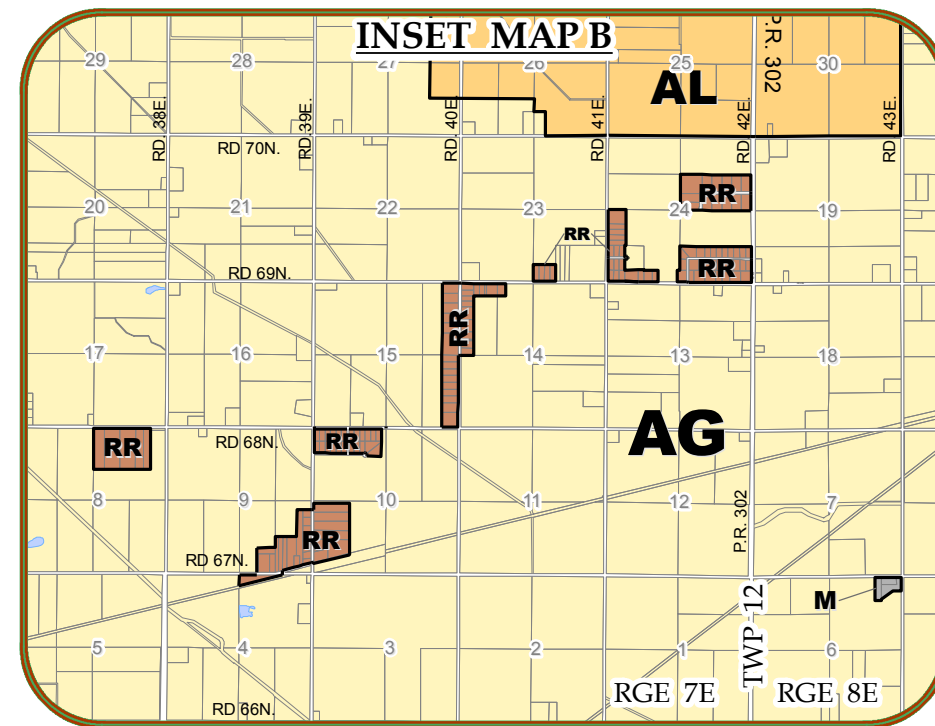 INSET MAP B
29
28
27
26
25
30
AL
P.R. 302
RD. 38E.
RD. 39E.
RD. 40E.
RD. 41E.
RD. 42E.
RD. 43E.
RD 70N.
RR
20
21
22
23
24
19
RR
RR
RD 69N.
RR
17
16
15
14
13
18
AG
RD 68N.
RR
RR
8
9
10
11
12
7
P.R. 302
RR
RD 67N.
M
TWP 12
5
4
3
2
1
6
RGE 7E
RGE 8E
RD 66N.